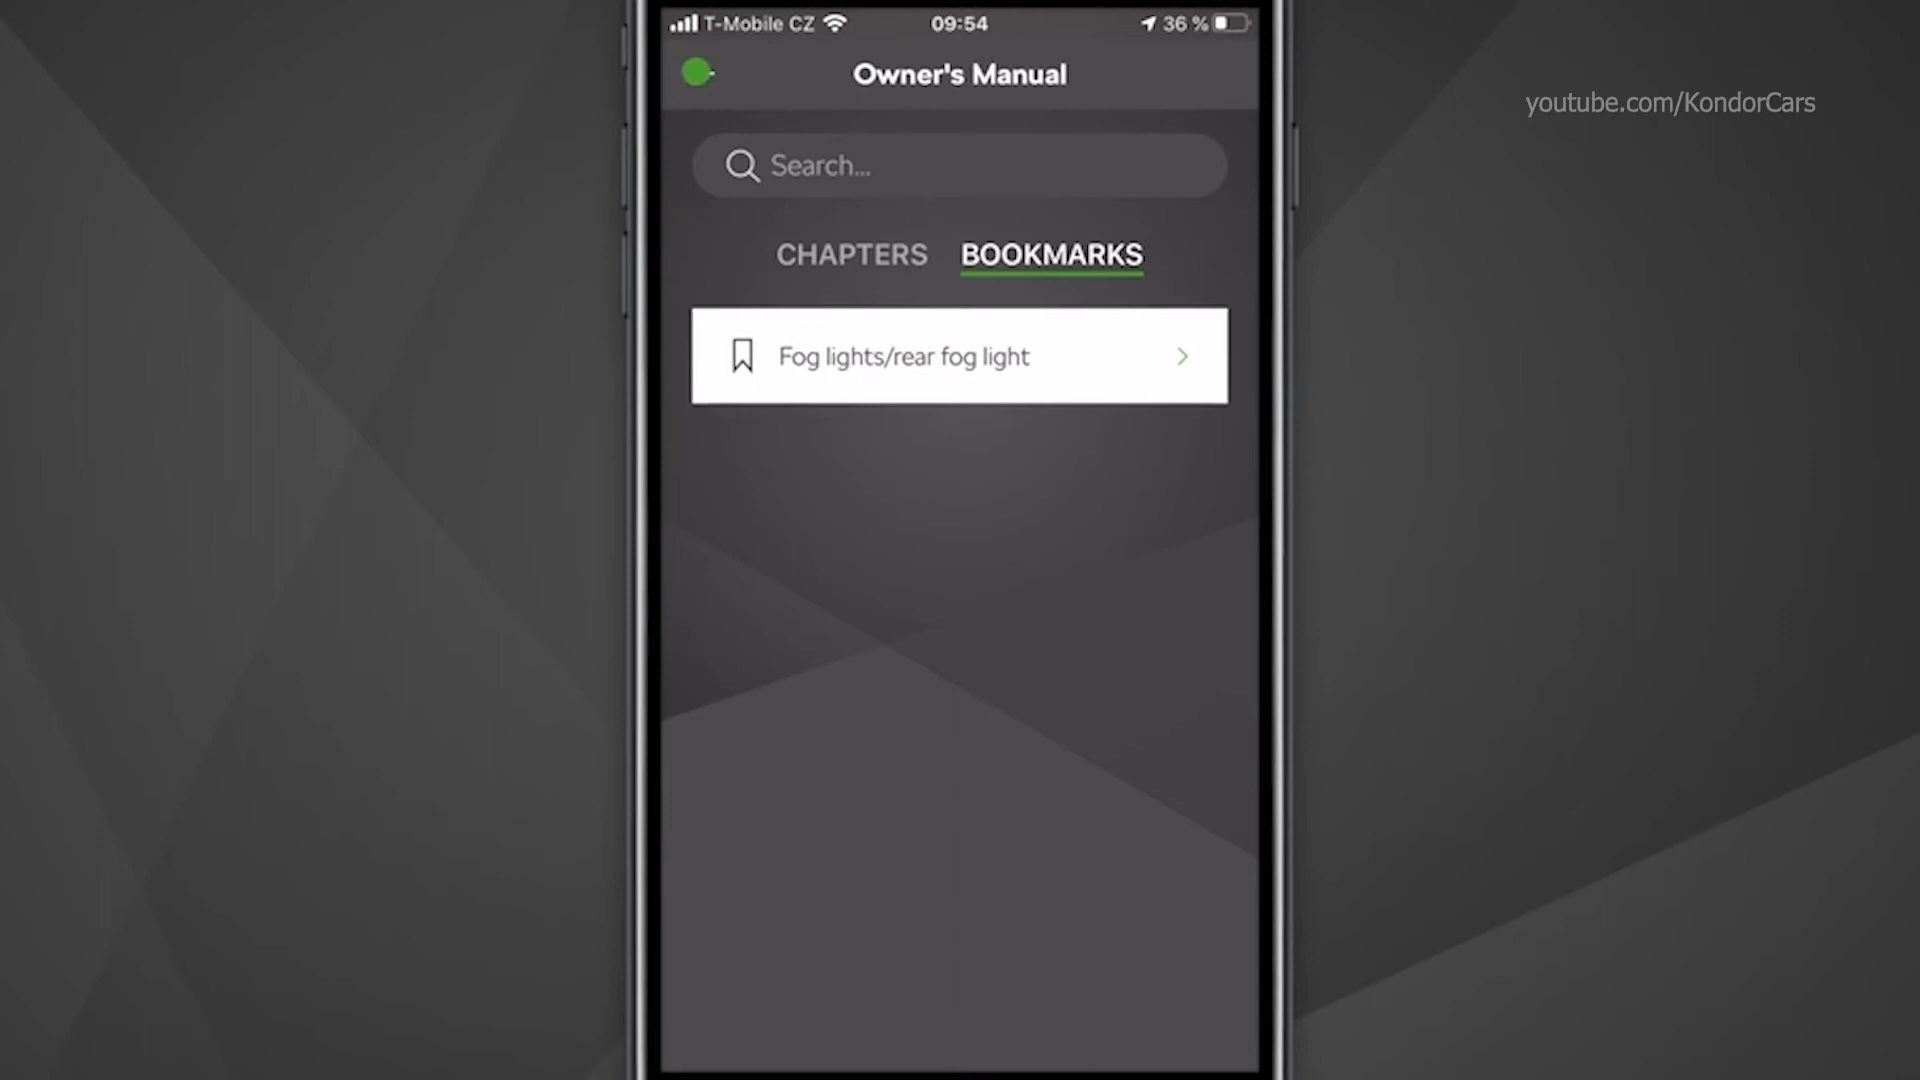 T-Mobile CZ 09:54 36 %
Owner's Manual
youtube.com/KondorCars
Search...
CHAPTERS BOOKMARKS
Fog lights/rear fog light